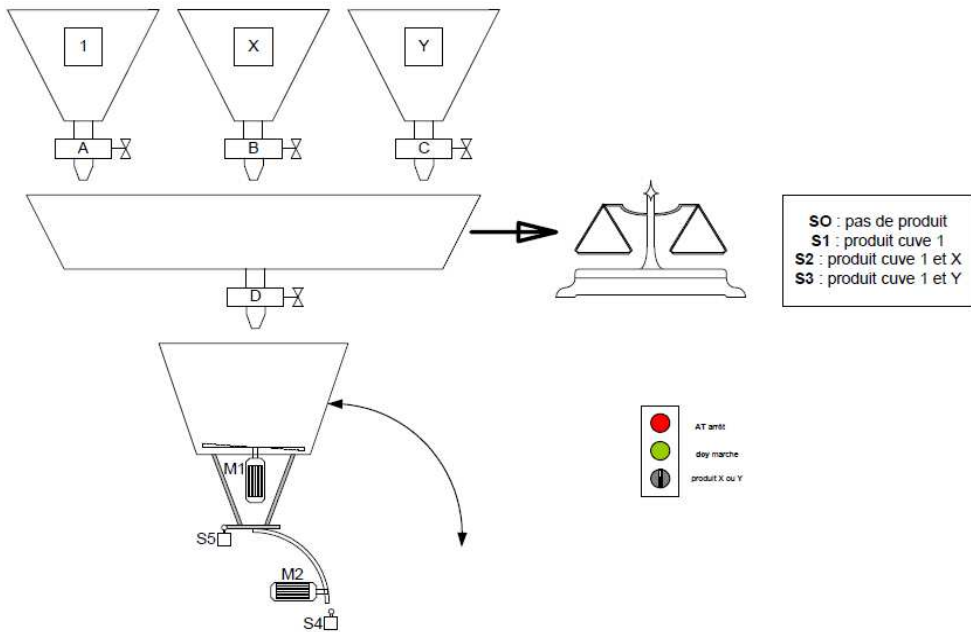 1
X
Y
A
B
C
SO : pas de produit
S1 : produit cuve 1
S2 : produit cuve 1 et X
S3 : produit cuve 1 et Y
D
AT arrêt
dcy marche
produit X ou Y
M1
S5
M2
S4